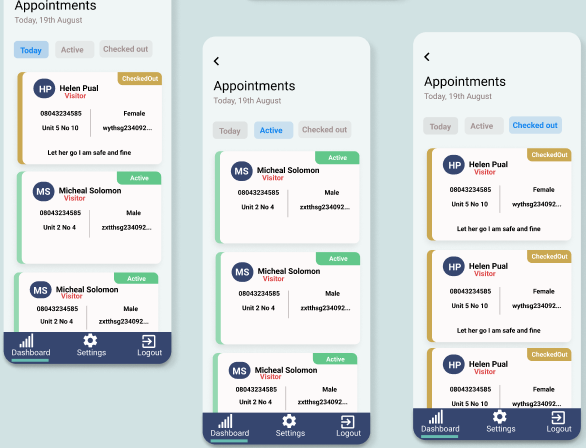 Appointments
Today, 19th August
Today Active Checked out
CheckedOut
HP Helen Pual
Visitor
08043234585 Female
Unit 5 No 10 wythsg234092...
Let her go I am safe and fine
Active
MS Micheal Solomon
Visitor
08043234585 Male
Unit 2 No 4 zxtthsg234092...
Active
MS Micheal Solomon
Visitor
08043234585 Male
Unit 2 No 4 zxtthsg234092...
Dashboard Settings Logout
Appointments
Today, 19th August
Today Active Checked out
Active
MS Micheal Solomon
Visitor
08043234585 Male
Unit 2 No 4 zxtthsg234092...
Active
MS Micheal Solomon
Visitor
08043234585 Male
Unit 2 No 4 zxtthsg234092...
Active
MS Micheal Solomon
Visitor
08043234585 Male
Unit 2 No 4 zxtthsg234092...
Dashboard Settings Logout
Appointments
Today, 19th August
Today Active Checked out
CheckedOut
HP Helen Pual
Visitor
08043234585 Female
Unit 5 No 10 wythsg234092...
Let her go I am safe and fine
CheckedOut
HP Helen Pual
Visitor
08043234585 Female
Unit 5 No 10 wythsg234092...
Let her go I am safe and fine
CheckedOut
HP Helen Pual
Visitor
08043234585 Female
Unit 5 No 10 wythsg234092...
Dashboard Settings Logout